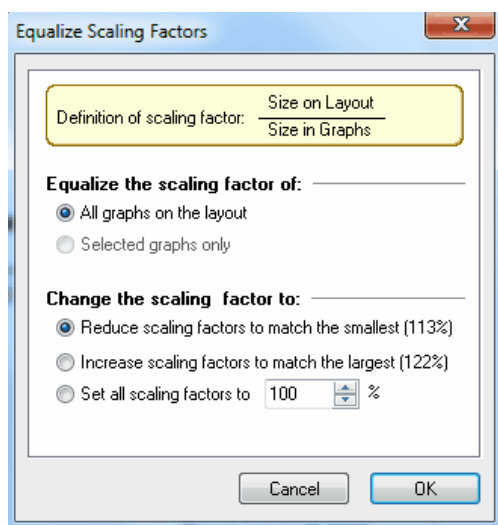 Equalize Scaling Factors
Definition of scaling factor:
Size on Layout
Size in Graphs
Equalize the scaling factor of:
All graphs on the layout
Selected graphs only
Change the scaling factor to:
Reduce scaling factors to match the smallest (113%)
Increase scaling factors to match the largest (122%)
Set all scaling factors to 100 %
Cancel OK